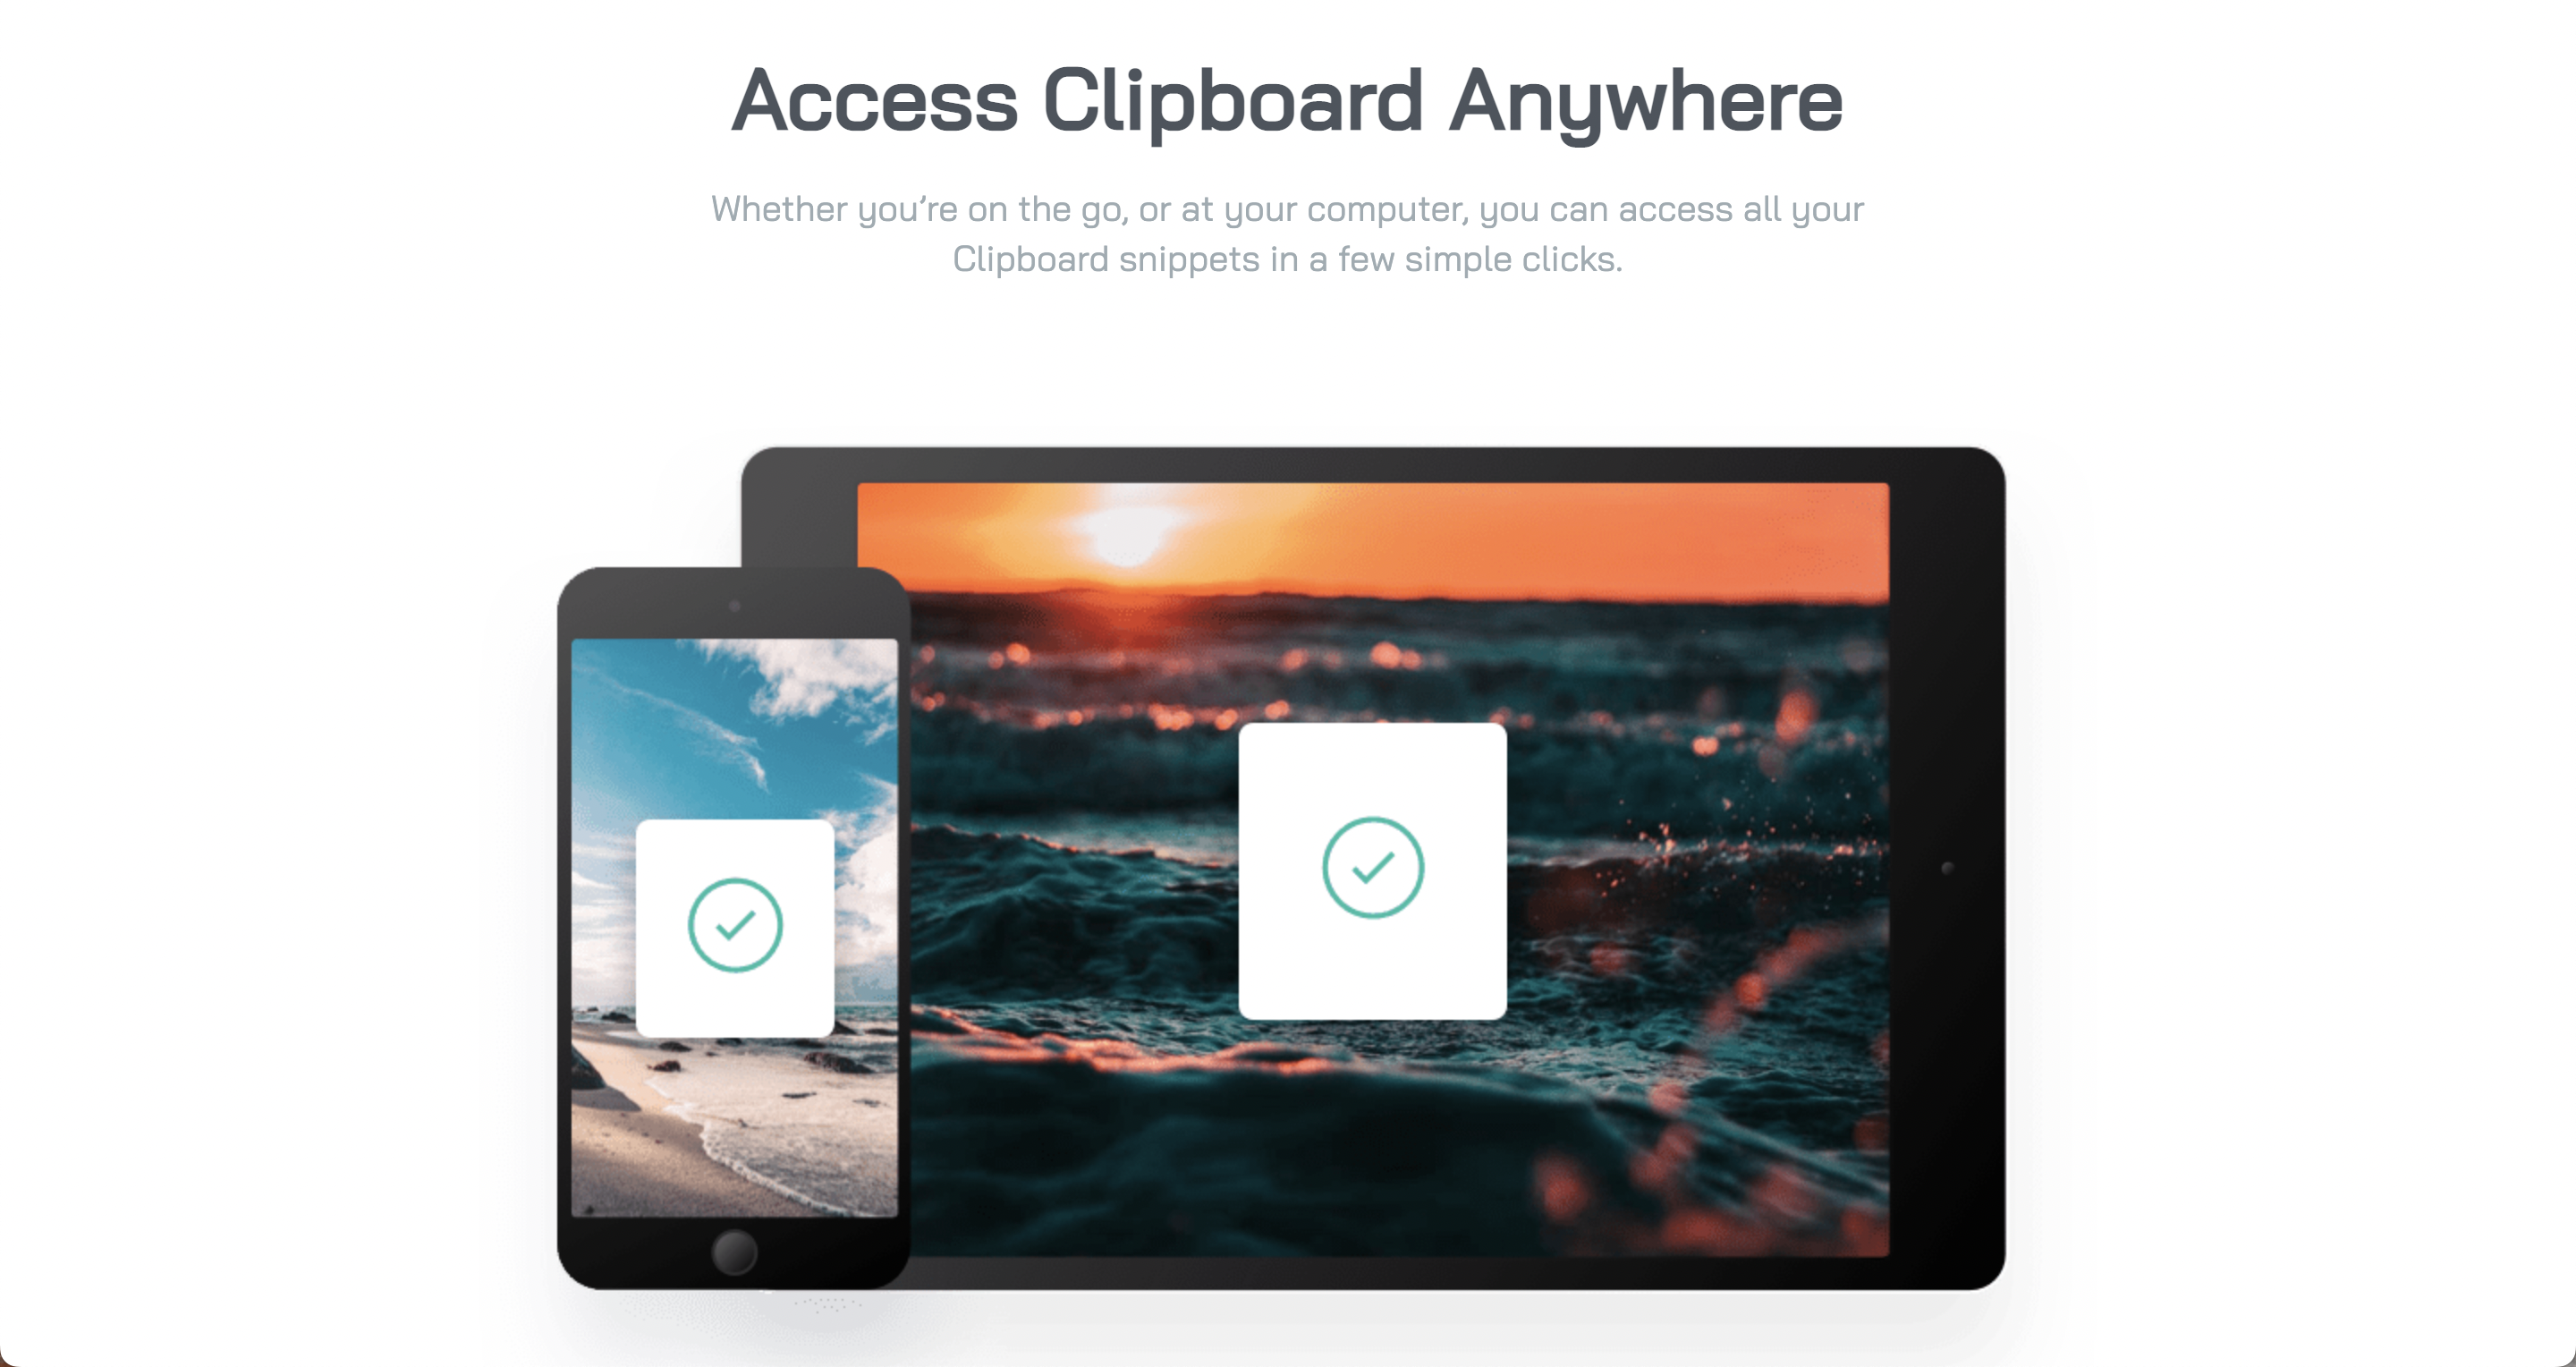 Access Clipboard Anywhere
Whether you’re on the go, or at your computer, you can access all your
Clipboard snippets in a few simple clicks.